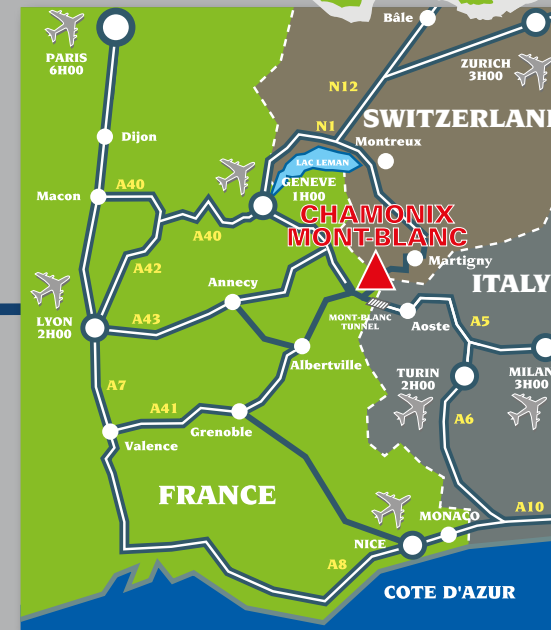 Bâle
PARIS
6H00
ZURICH
3H00
N12
SWITZERLAN
N1
Dijon
Montreux
LAC LEMAN
A40
Macon
GENEVE
1H00
CHAMONIX
MONT-BLANC
A40
Martigny
A42
ITALY
Annecy
LYON
2H00
A43
MONT-BLANC
TUNNEL
Aoste
A5
Albertville
TURIN
2H00
MILAN
3H00
A7
A41
Grenoble
A6
Valence
FRANCE
A10
MONACO
NICE
A8
COTE D'AZUR